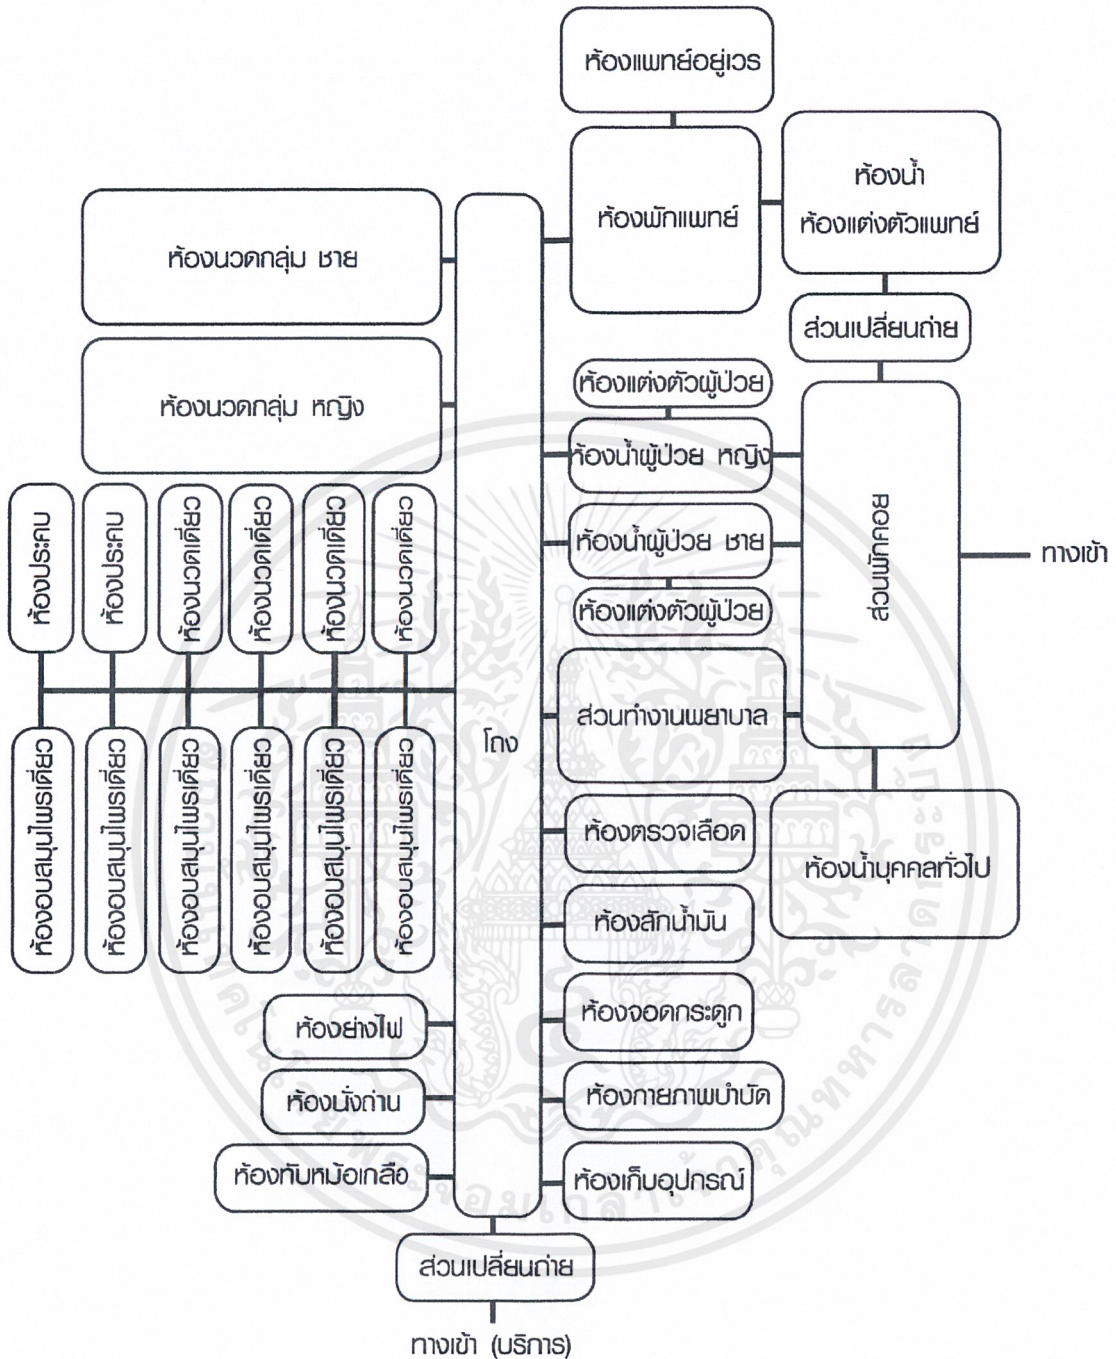 ห้องแพทย์อยู่เวร
ห้องน้ำ
ห้องแต่งตัวแพทย์
ห้องพักแพทย์
ห้องนวดกลุ่ม ชาย
ส่วนเปลี่ยนถ่าย
ห้องแต่งตัวผู้ป่วย
ห้องนวดกลุ่ม หญิง
ห้องน้ำผู้ป่วย หญิง
ห้องประคบ
ห้องประคบ
ห้องนวดเดี่ยว
ห้องนวดเดี่ยว
ห้องนวดเดี่ยว
ห้องนวดเดี่ยว
ห้องน้ำผู้ป่วย ชาย
ส่วนพักคอย
ทางเข้า
ห้องแต่งตัวผู้ป่วย
ส่วนทำงานพยาบาล
โถง
ห้องอบสมุนไพรเดี่ยว
ห้องอบสมุนไพรเดี่ยว
ห้องอบสมุนไพรเดี่ยว
ห้องอบสมุนไพรเดี่ยว
ห้องอบสมุนไพรเดี่ยว
ห้องอบสมุนไพรเดี่ยว
ห้องตรวจเลือด
ห้องน้ำบุคคลทั่วไป
ห้องสักน้ำมัน
ห้องจอดกระดูก
ห้องย่างไฟ
ห้องนั่งถ่าน
ห้องกายภาพบำบัด
ห้องทับหม้อเกลือ
ห้องเก็บอุปกรณ์
ส่วนเปลี่ยนถ่าย
ทางเข้า (บริการ)